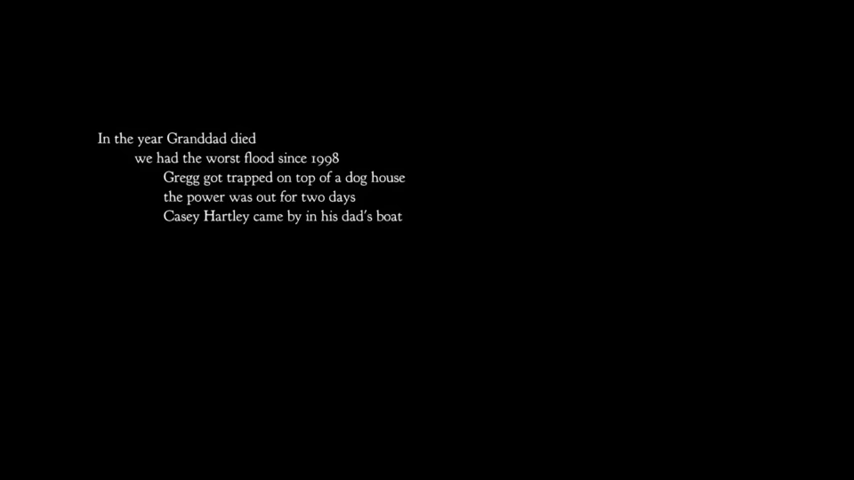 In the year Granddad died
we had the worst flood since 1998
Gregg got trapped on top of a dog house
the power was out for two days
Casey Hartley came by in his dad's boat